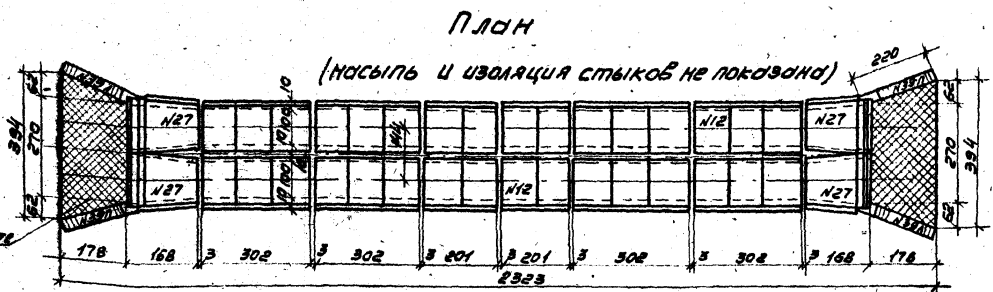 План
(насыпь и изоляция стыков не показана)
220
N27 N12 N27
N27 N12 N27
394 270 62 62
62 270 62 394
10 100 10 100 10
178 168 3 302 3 302 3 201 3 201 3 302 3 302 3 168 178
2323